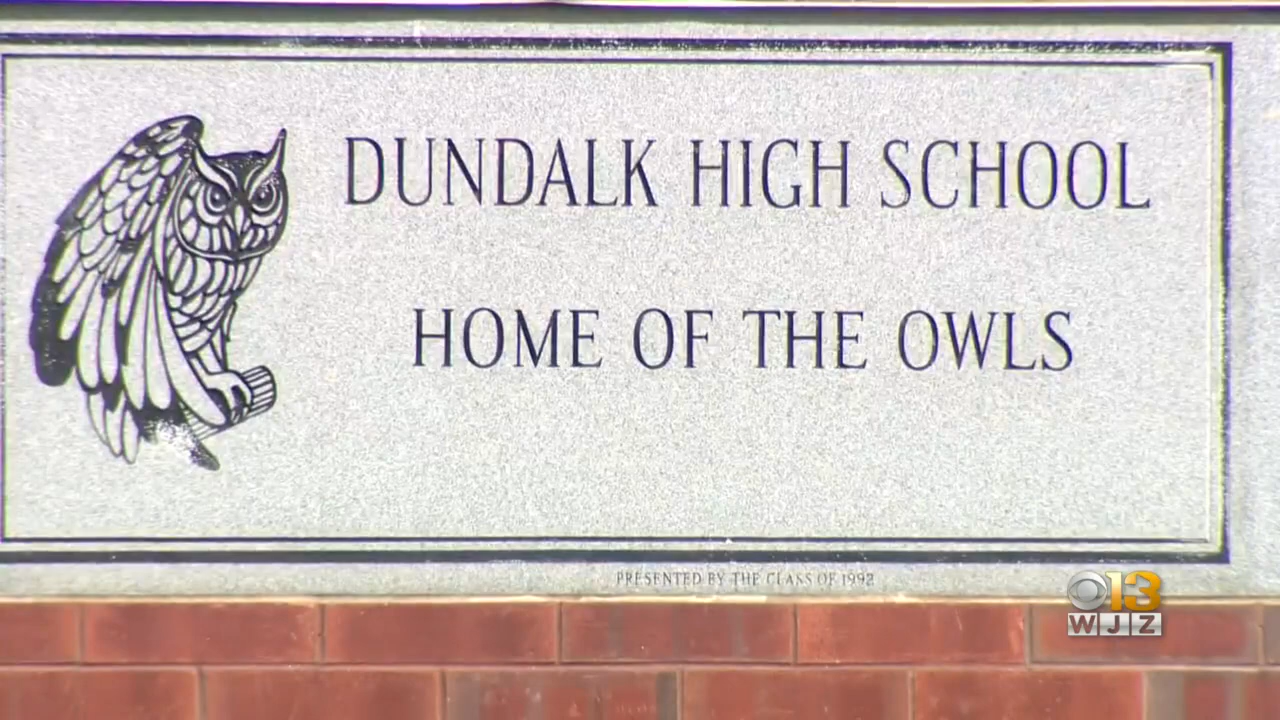 DUNDALK HIGH SCHOOL
HOME OF THE OWLS
PRESENTED BY THE CLASS OF 1992
13
WJZ